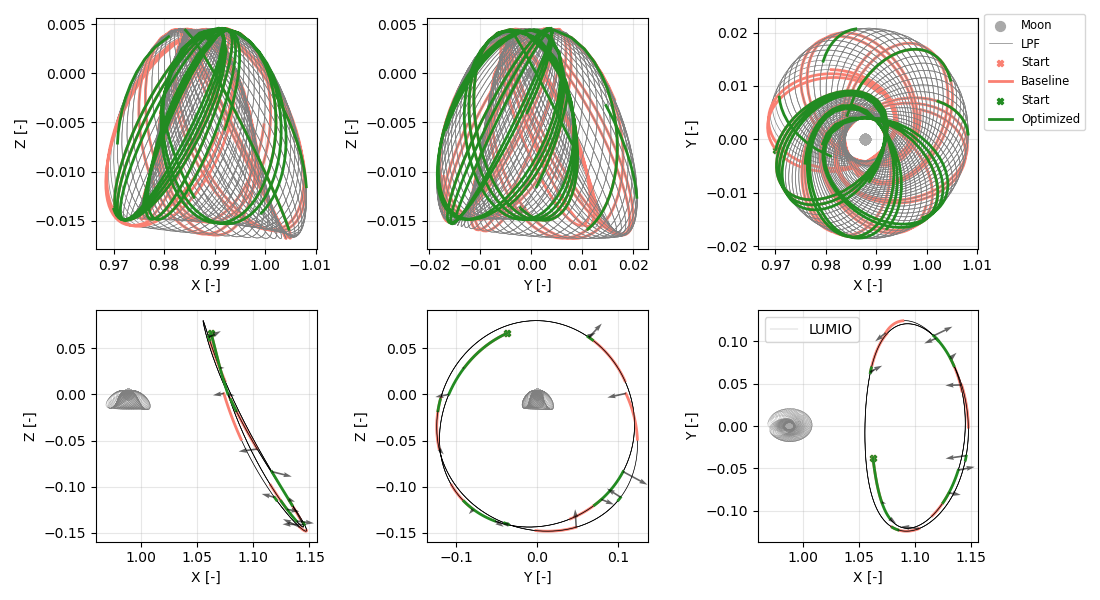 0.005
0.000
−0.005
−0.010
−0.015
Z [-]
0.97 0.98 0.99 1.00 1.01
X [-]
0.005
0.000
−0.005
−0.010
−0.015
Z [-]
−0.02 −0.01 0.00 0.01 0.02
Y [-]
0.02
0.01
0.00
−0.01
−0.02
Y [-]
0.97 0.98 0.99 1.00 1.01
X [-]
Moon
LPF
Start
Baseline
Start
Optimized
0.05
0.00
−0.05
−0.10
−0.15
Z [-]
1.00 1.05 1.10 1.15
X [-]
0.05
0.00
−0.05
−0.10
−0.15
Z [-]
−0.1 0.0 0.1
Y [-]
LUMIO
0.10
0.05
0.00
−0.05
−0.10
Y [-]
1.00 1.05 1.10 1.15
X [-]